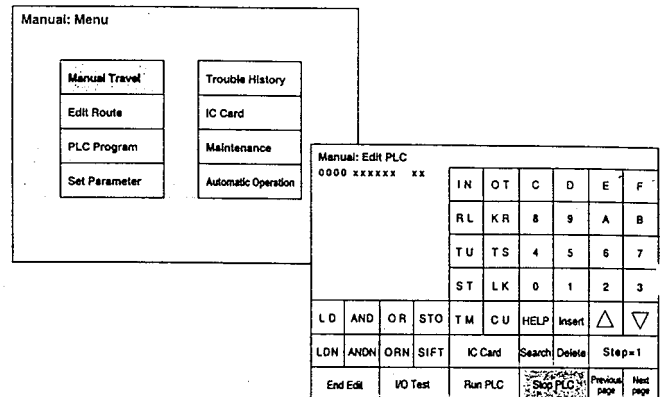 Manual: Menu
Manual Travel Trouble History
Edit Route IC Card
PLC Program Maintenance
Set Parameter Automatic Operation
Manual: Edit PLC
0000 xxxxxx xx
IN OT C D E F
RL KR 8 9 A B
TU TS 4 5 6 7
ST LK 0 1 2 3
LD AND OR STO TM CU HELP Insert △ ▽
LDN ANDN ORN SIFT IC Card Search Delete Step=1
End Edit I/O Test Run PLC Stop PLC Previous page Next page